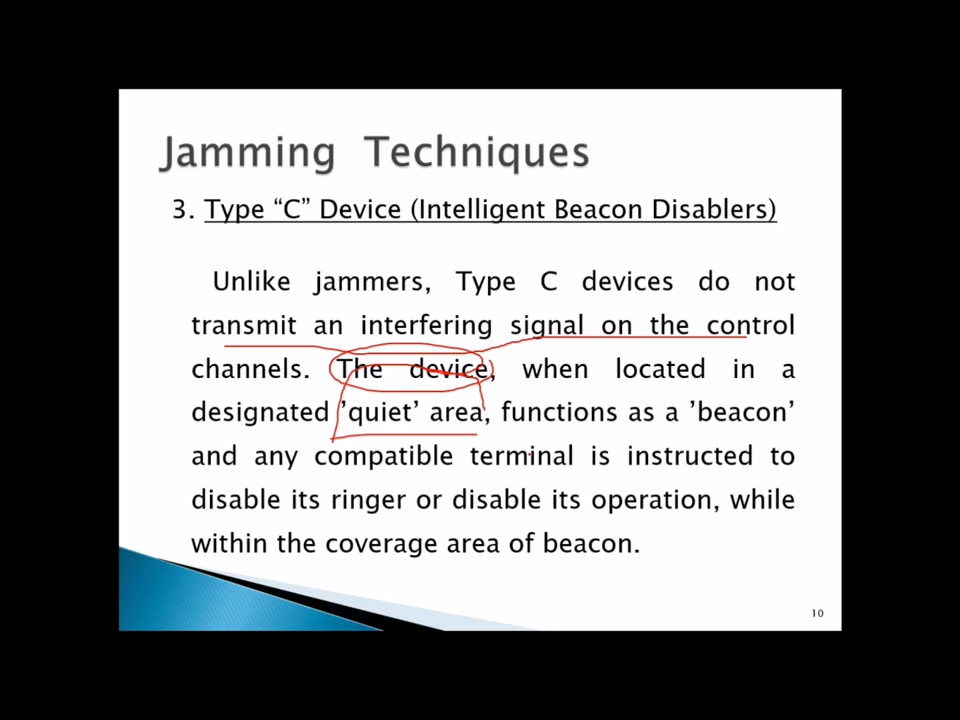 Jamming Techniques
3. Type “C” Device (Intelligent Beacon Disablers)
Unlike jammers, Type C devices do not
transmit an interfering signal on the control
channels. The device, when located in a
designated ’quiet’ area, functions as a ’beacon’
and any compatible terminal is instructed to
disable its ringer or disable its operation, while
within the coverage area of beacon.
10